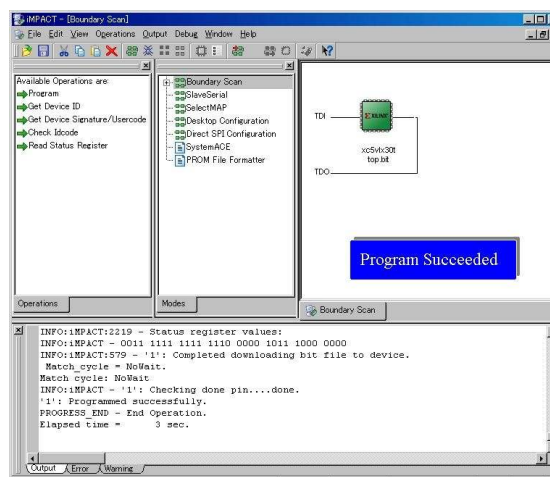 iMPACT - [Boundary Scan]
File Edit View Operations Output Debug Window Help
Available Operations are:
Program
Get Device ID
Get Device Signature/Usercode
Check Idcode
Read Status Register
Operations
Boundary Scan
SlaveSerial
SelectMAP
Desktop Configuration
Direct SPI Configuration
SystemACE
PROM File Formatter
Modes
TDI
XILINX
xc5vlx30t
top.bit
TDO
Program Succeeded
Boundary Scan
INFO:iMPACT:2219 - Status register values:
INFO:iMPACT - 0011 1111 1111 1110 0000 1011 1000 0000
INFO:iMPACT:579 - '1': Completed downloading bit file to device.
Match_cycle = NoWait.
Match cycle: NoWait
INFO:iMPACT - '1': Checking done pin....done.
'1': Programmed successfully.
PROGRESS_END - End Operation.
Elapsed time = 3 sec.
Output Error Warning